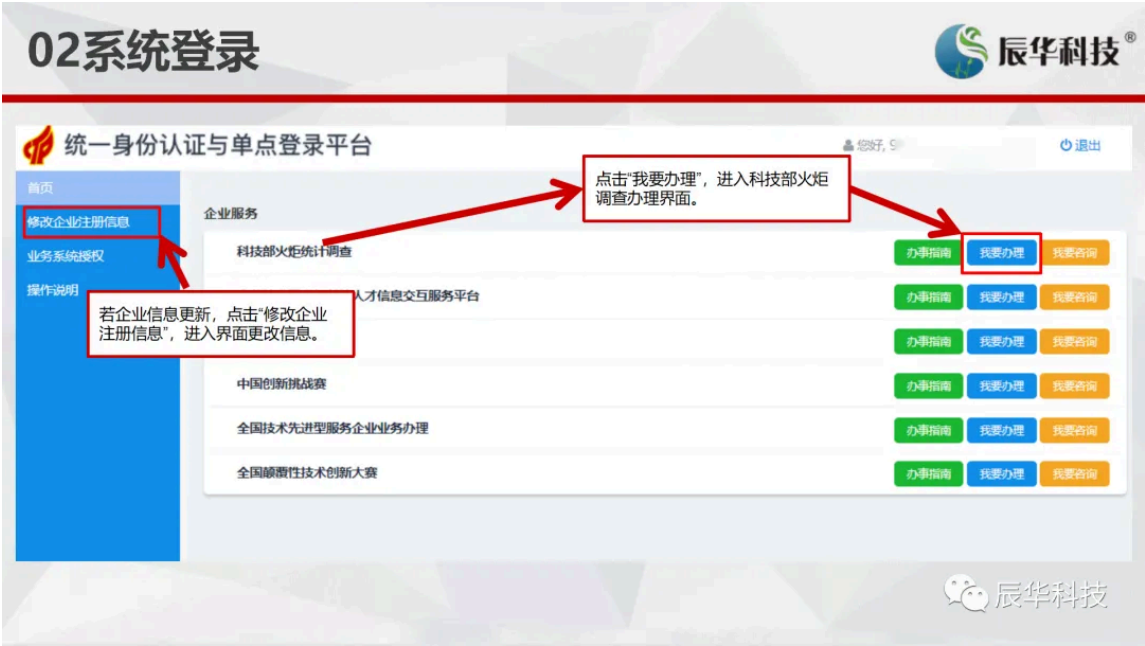 02系统登录
辰华科技®
统一身份认证与单点登录平台
您好, 9
退出
首页
修改企业注册信息
业务系统授权
操作说明
点击“我要办理”，进入科技部火炬
调查办理界面。
若企业信息更新，点击“修改企业
注册信息”，进入界面更改信息。
企业服务
科技部火炬统计调查 办事指南 我要办理 我要咨询
人才信息交互服务平台 办事指南 我要办理 我要咨询
办事指南 我要办理 我要咨询
中国创新挑战赛 办事指南 我要办理 我要咨询
全国技术先进型服务企业业务办理 办事指南 我要办理 我要咨询
全国颠覆性技术创新大赛 办事指南 我要办理 我要咨询
辰华科技